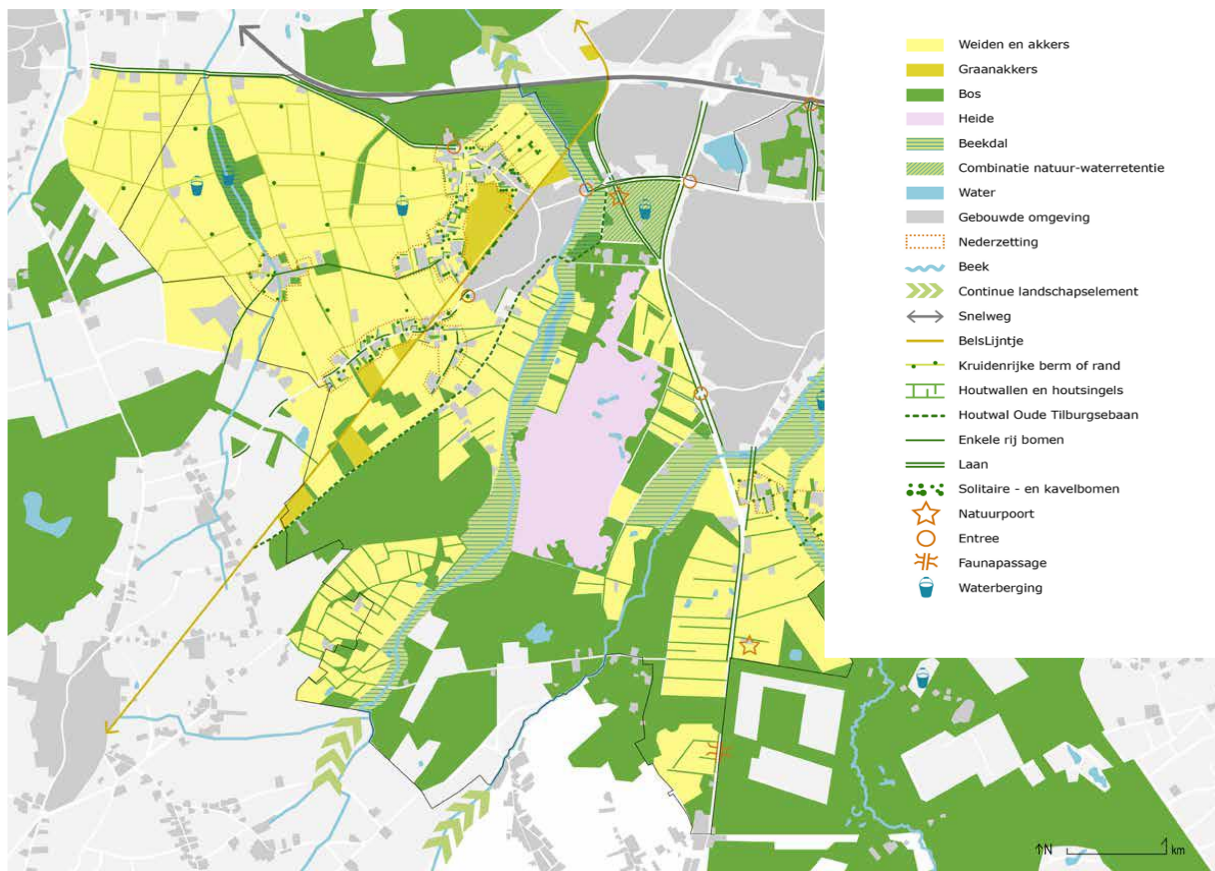 Weiden en akkers
Graanakkers
Bos
Heide
Beekdal
Combinatie natuur-waterretentie
Water
Gebouwde omgeving
Nederzetting
Beek
Continue landschapselement
Snelweg
BelsLijntje
Kruidenrijke berm of rand
Houtwallen en houtsingels
Houtwal Oude Tilburgsebaan
Enkele rij bomen
Laan
Solitaire - en kavelbomen
Natuurpoort
Entree
Faunapassage
Waterberging
N 1 km